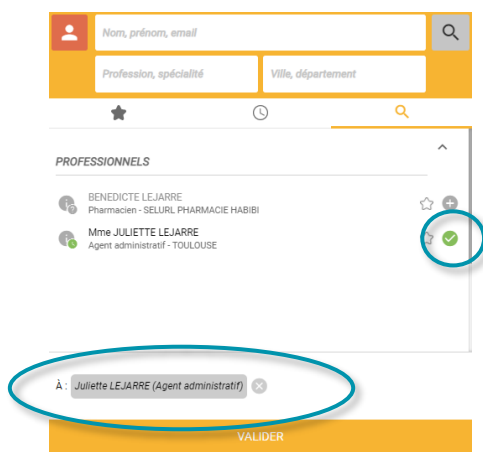 Nom, prénom, email
Profession, spécialité Ville, département
PROFESSIONNELS
BENEDICTE LEJARRE
Pharmacien - SELURL PHARMACIE HABIBI
Mme JULIETTE LEJARRE
Agent administratif - TOULOUSE
À : Juliette LEJARRE (Agent administratif)
VALIDER